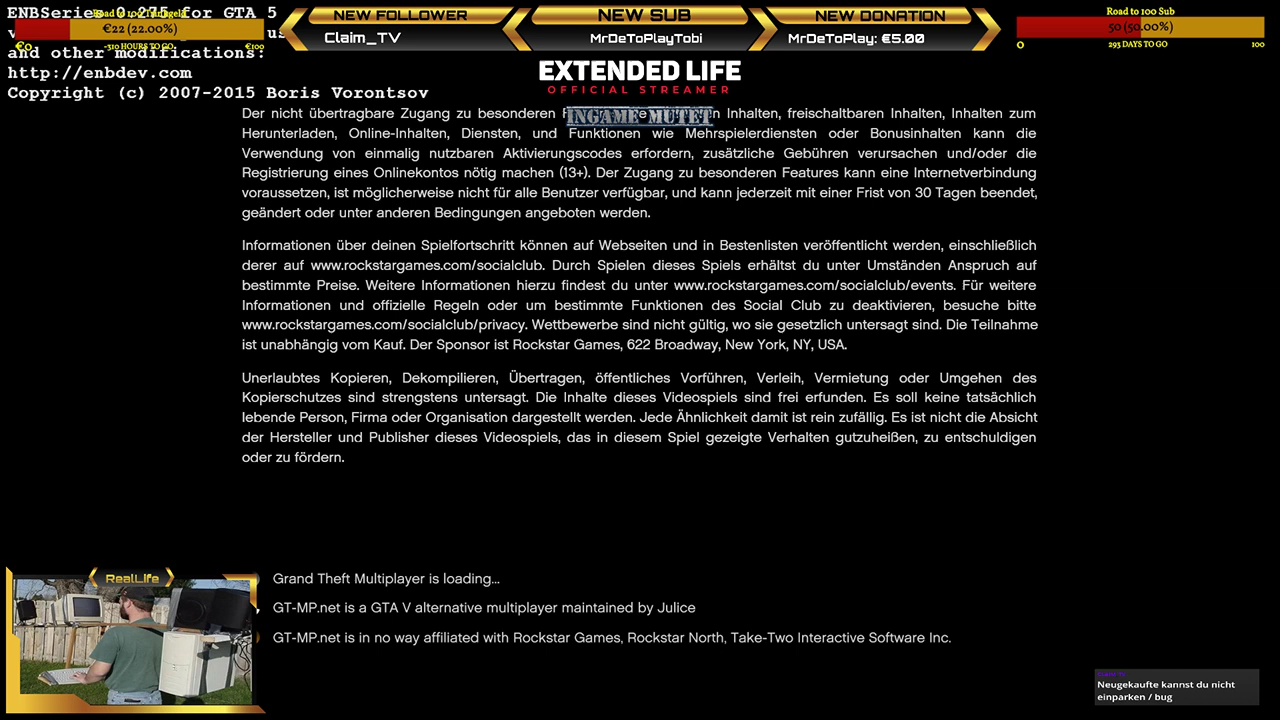 ENBSeries 0.275 for GTA 5
Road to 100 
€22 (22.00%)
€0
-310 HOURS TO GO
€100
and other modifications:
http://enbdev.com
Copyright (c) 2007-2015 Boris Vorontsov
NEW FOLLOWER
Claim_TV
NEW SUB
MrDeToPlayTobi
NEW DONATION
MrDeToPlay: €5.00
Road to 100 Sub
50 (50.00%)
0
293 DAYS TO GO
100
EXTENDED LIFE
OFFICIAL STREAMER
INGAME MUTET
Der nicht übertragbare Zugang zu besonderen Inhalten, freischaltbaren Inhalten, Inhalten zum
Herunterladen, Online-Inhalten, Diensten, und Funktionen wie Mehrspielerdiensten oder Bonusinhalten kann die
Verwendung von einmalig nutzbaren Aktivierungscodes erfordern, zusätzliche Gebühren verursachen und/oder die
Registrierung eines Onlinekontos nötig machen (13+). Der Zugang zu besonderen Features kann eine Internetverbindung
voraussetzen, ist möglicherweise nicht für alle Benutzer verfügbar, und kann jederzeit mit einer Frist von 30 Tagen beendet,
geändert oder unter anderen Bedingungen angeboten werden.
Informationen über deinen Spielfortschritt können auf Webseiten und in Bestenlisten veröffentlicht werden, einschließlich
derer auf www.rockstargames.com/socialclub. Durch Spielen dieses Spiels erhältst du unter Umständen Anspruch auf
bestimmte Preise. Weitere Informationen hierzu findest du unter www.rockstargames.com/socialclub/events. Für weitere
Informationen und offizielle Regeln oder um bestimmte Funktionen des Social Club zu deaktivieren, besuche bitte
www.rockstargames.com/socialclub/privacy. Wettbewerbe sind nicht gültig, wo sie gesetzlich untersagt sind. Die Teilnahme
ist unabhängig vom Kauf. Der Sponsor ist Rockstar Games, 622 Broadway, New York, NY, USA.
Unerlaubtes Kopieren, Dekompilieren, Übertragen, öffentliches Vorführen, Verleih, Vermietung oder Umgehen des
Kopierschutzes sind strengstens untersagt. Die Inhalte dieses Videospiels sind frei erfunden. Es soll keine tatsächlich
lebende Person, Firma oder Organisation dargestellt werden. Jede Ähnlichkeit damit ist rein zufällig. Es ist nicht die Absicht
der Hersteller und Publisher dieses Videospiels, das in diesem Spiel gezeigte Verhalten gutzuheißen, zu entschuldigen
oder zu fördern.
RealLife
Grand Theft Multiplayer is loading...
GT-MP.net is a GTA V alternative multiplayer maintained by Julice
GT-MP.net is in no way affiliated with Rockstar Games, Rockstar North, Take-Two Interactive Software Inc.
Neugekaufte kannst du nicht
einparken / bug